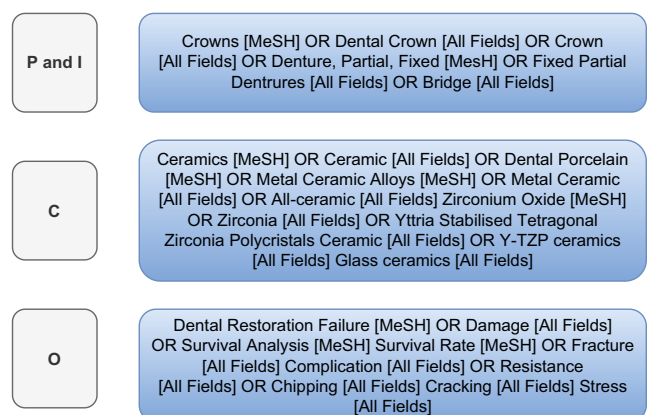 P and I
Crowns [MeSH] OR Dental Crown [All Fields] OR Crown
[All Fields] OR Denture, Partial, Fixed [MesH] OR Fixed Partial
Dentrures [All Fields] OR Bridge [All Fields]
C
Ceramics [MeSH] OR Ceramic [All Fields] OR Dental Porcelain
[MeSH] OR Metal Ceramic Alloys [MeSH] OR Metal Ceramic
[All Fields] OR All-ceramic [All Fields] Zirconium Oxide [MeSH]
OR Zirconia [All Fields] OR Yttria Stabilised Tetragonal
Zirconia Polycristals Ceramic [All Fields] OR Y-TZP ceramics
[All Fields] Glass ceramics [All Fields]
O
Dental Restoration Failure [MeSH] OR Damage [All Fields]
OR Survival Analysis [MeSH] Survival Rate [MeSH] OR Fracture
[All Fields] Complication [All Fields] OR Resistance
[All Fields] OR Chipping [All Fields] Cracking [All Fields] Stress
[All Fields]